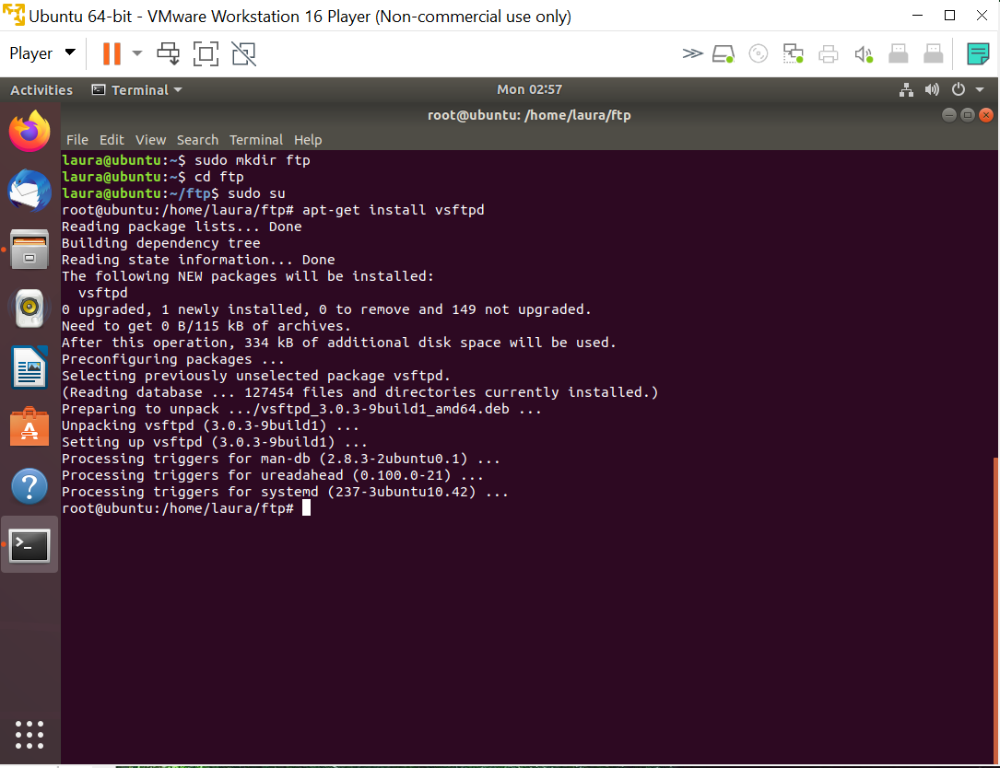 Ubuntu 64-bit - VMware Workstation 16 Player (Non-commercial use only)
Player
Activities Terminal Mon 02:57
root@ubuntu: /home/laura/ftp
File Edit View Search Terminal Help
laura@ubuntu:~$ sudo mkdir ftp
laura@ubuntu:~$ cd ftp
laura@ubuntu:~/ftp$ sudo su
root@ubuntu:/home/laura/ftp# apt-get install vsftpd
Reading package lists... Done
Building dependency tree
Reading state information... Done
The following NEW packages will be installed:
  vsftpd
0 upgraded, 1 newly installed, 0 to remove and 149 not upgraded.
Need to get 0 B/115 kB of archives.
After this operation, 334 kB of additional disk space will be used.
Preconfiguring packages ...
Selecting previously unselected package vsftpd.
(Reading database ... 127454 files and directories currently installed.)
Preparing to unpack .../vsftpd_3.0.3-9build1_amd64.deb ...
Unpacking vsftpd (3.0.3-9build1) ...
Setting up vsftpd (3.0.3-9build1) ...
Processing triggers for man-db (2.8.3-2ubuntu0.1) ...
Processing triggers for ureadahead (0.100.0-21) ...
Processing triggers for systemd (237-3ubuntu10.42) ...
root@ubuntu:/home/laura/ftp#